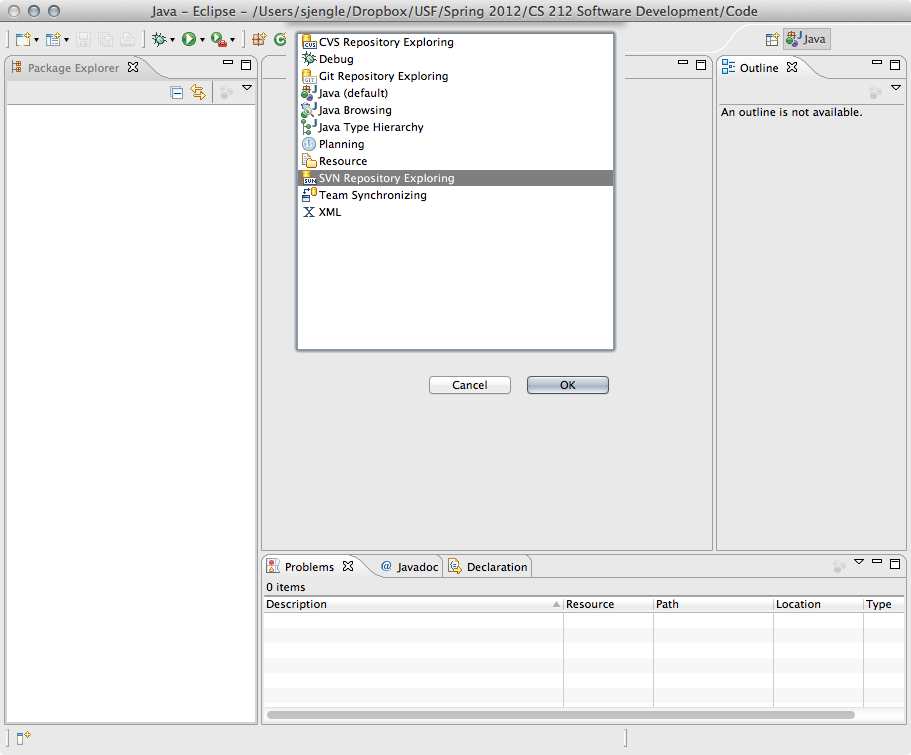 Java – Eclipse – /Users/sjengle/Dropbox/USF/Spring 2012/CS 212 Software Development/Code
Java
Package Explorer
CVS Repository Exploring
Debug
Git Repository Exploring
Java (default)
Java Browsing
Java Type Hierarchy
Planning
Resource
SVN Repository Exploring
Team Synchronizing
XML
Cancel OK
Outline
An outline is not available.
Problems @ Javadoc Declaration
0 items
Description Resource Path Location Type